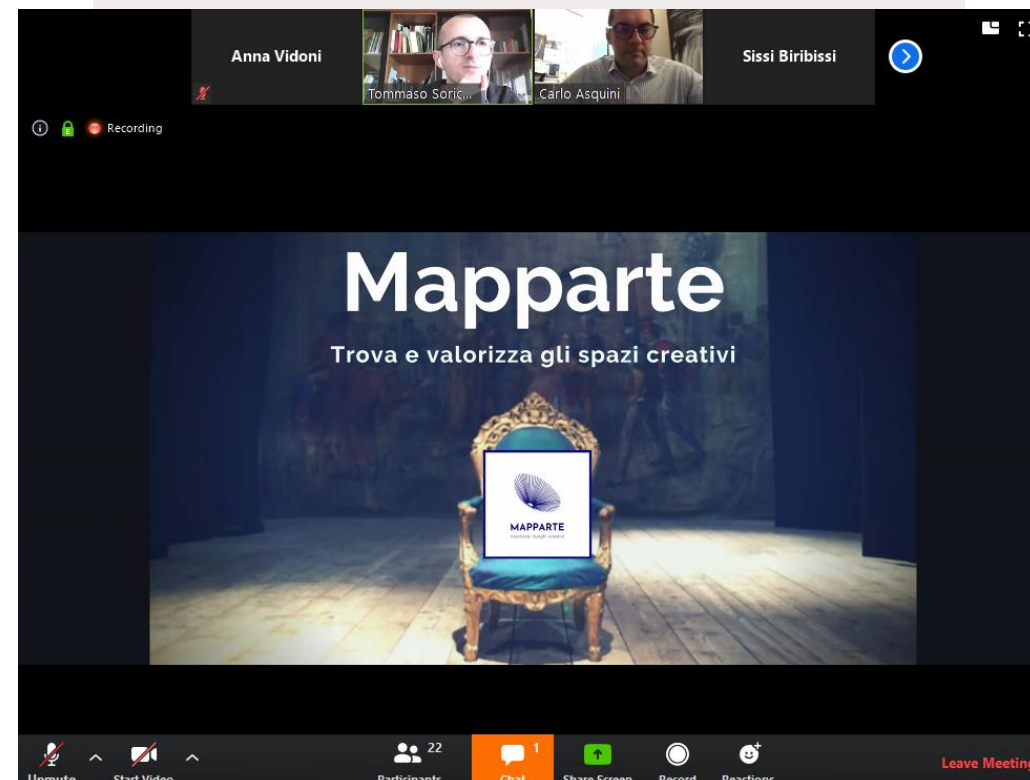 Anna Vidoni
Tommaso Soric...
Carlo Asquini
Sissi Biribissi
Recording
Mapparte
Trova e valorizza gli spazi creativi
MAPPARTE
22
1
Unmute
Start Video
Participants
Chat
Share Screen
Record
Reactions
Leave Meeting